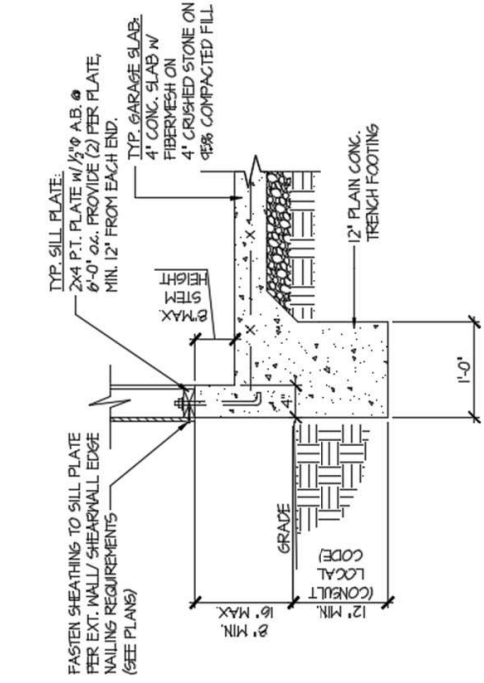 TYP. SILL PLATE:
2x4 P.T. PLATE W/ ½"Φ A.B. @
6'-0" o.c. PROVIDE (2) PER PLATE,
MIN. 12" FROM EACH END.
TYP. GARAGE SLAB:
4" CONC. SLAB W/
FIBERMESH ON
4" CRUSHED STONE ON
95% COMPACTED FILL
8" MAX.
STEM
HEIGHT
FASTEN SHEATHING TO SILL PLATE
PER EXT. WALL/ SHEARWALL EDGE
NAILING REQUIREMENTS
(SEE PLANS)
4"
12" PLAIN CONC.
TRENCH FOOTING
GRADE
8" MIN.
16" MAX.
12" MIN.
(CONSULT
LOCAL
CODE)
1'-0"